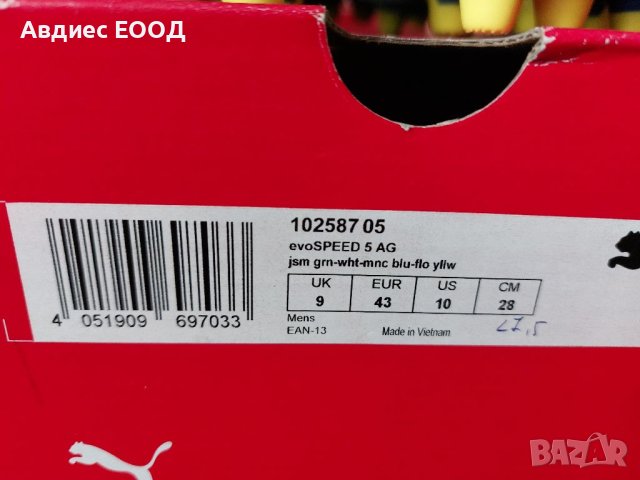 Авдиес ЕООД
102587 05
evoSPEED 5 AG
jsm grn-wht-mnc blu-flo yllw
UK EUR US CM
9 43 10 28
Mens
EAN-13 Made in Vietnam
27,5
4 051909 697033
BAZAR